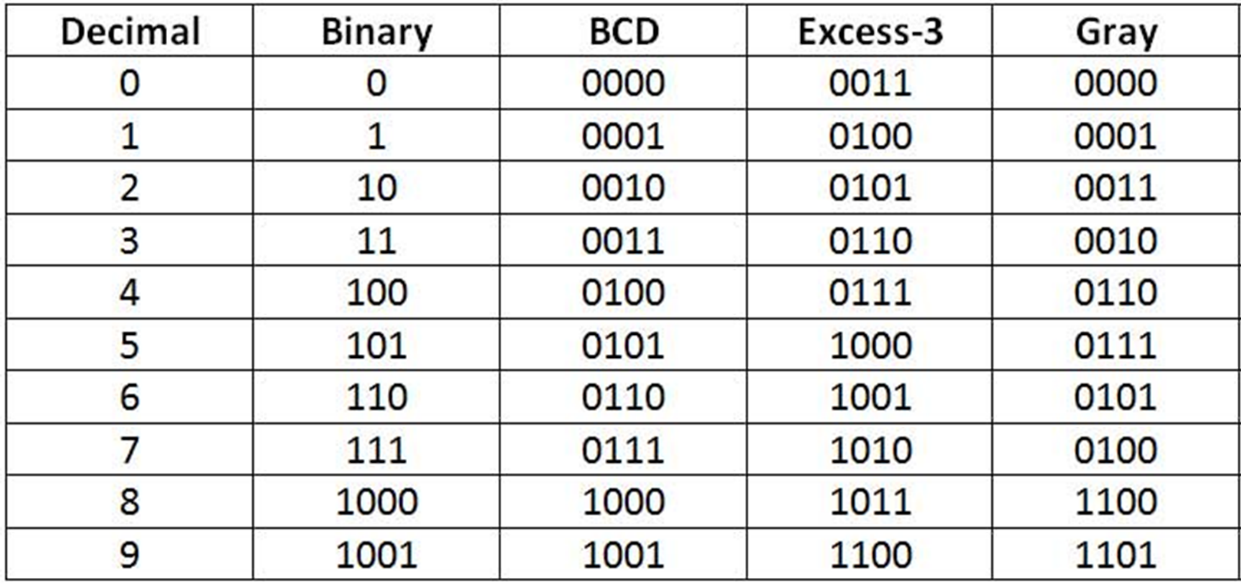 Decimal Binary BCD Excess-3 Gray
0 0 0000 0011 0000
1 1 0001 0100 0001
2 10 0010 0101 0011
3 11 0011 0110 0010
4 100 0100 0111 0110
5 101 0101 1000 0111
6 110 0110 1001 0101
7 111 0111 1010 0100
8 1000 1000 1011 1100
9 1001 1001 1100 1101